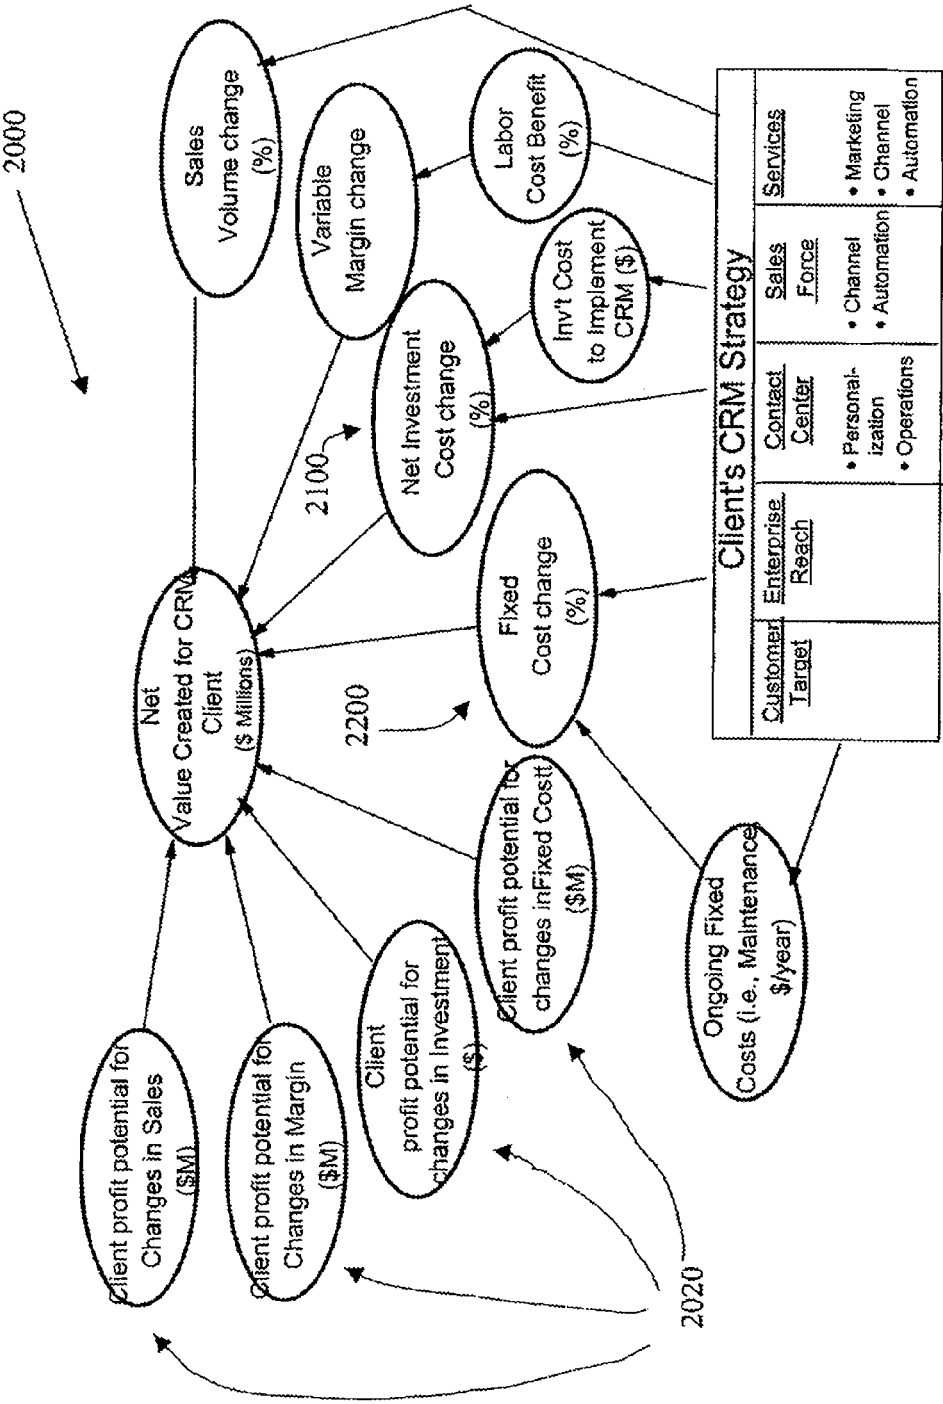 2000
Net
Value Created for CRM
Client
($ Millions)
Client profit potential for
Changes in Sales
($M)
Client profit potential for
Changes in Margin
($M)
Client
profit potential for
changes in Investment
($)
Client profit potential for
changes inFixed Costt
($M)
2020
Sales
Volume change
(%)
Variable
Margin change
Net Investment
Cost change
(%)
2100
Fixed
Cost change
(%)
2200
Labor
Cost Benefit
(%)
Inv't Cost
to Implement
CRM ($)
Ongoing Fixed
Costs (i.e., Maintenance
$/year)
Client's CRM Strategy
Customer
Target
Enterprise
Reach
Contact
Center
• Personal-
ization
• Operations
Sales
Force
• Channel
• Automation
Services
• Marketing
• Channel
• Automation